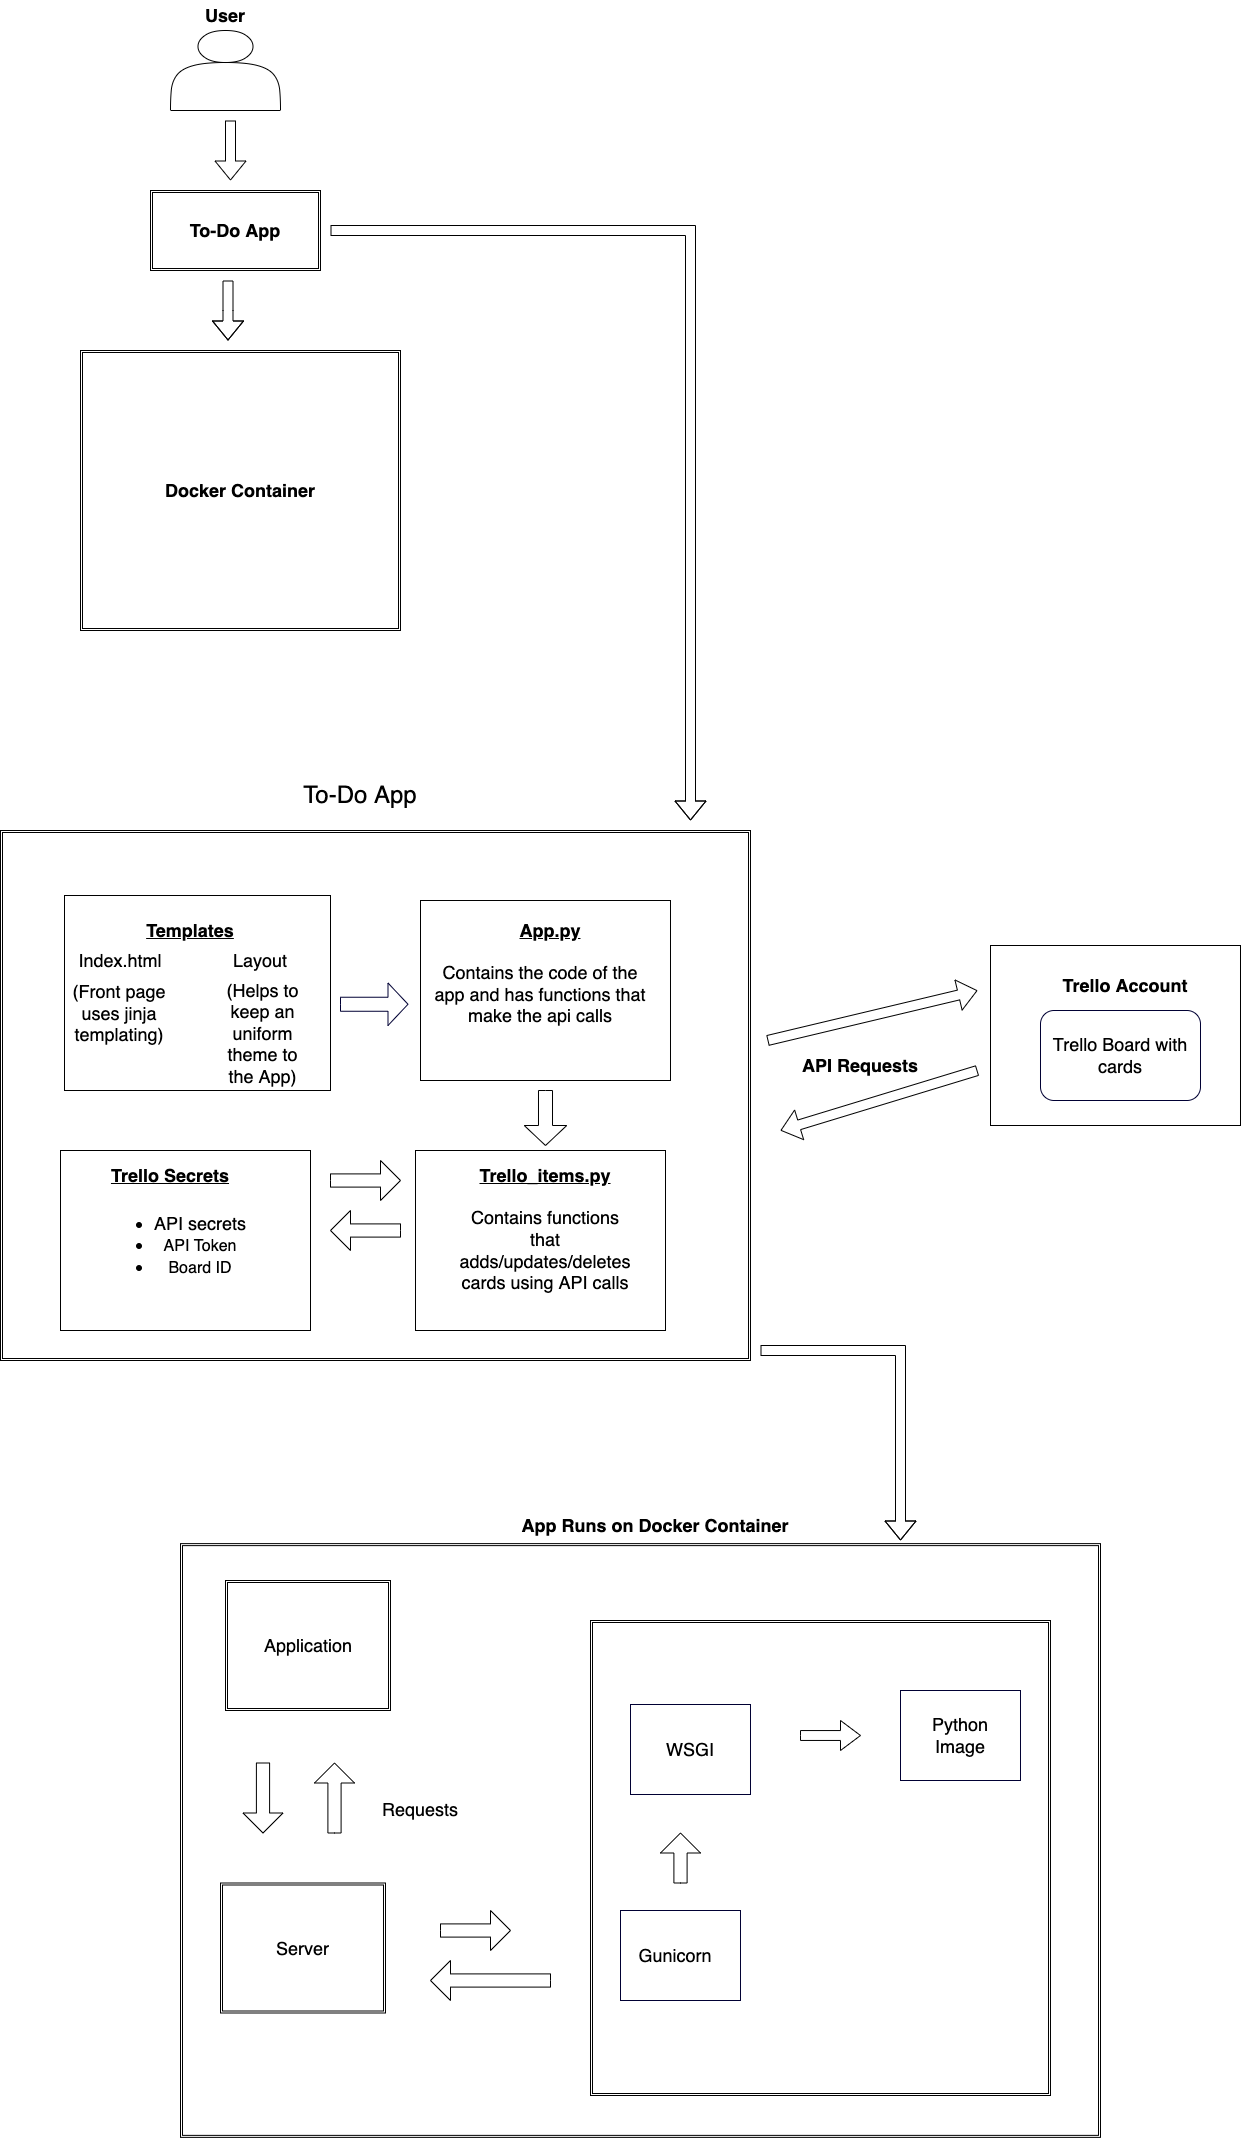 User
To-Do App
Docker Container
To-Do App
Templates
Index.html
(Front page
uses jinja
templating)
Layout
(Helps to
keep an
uniform
theme to
the App)
App.py
Contains the code of the
app and has functions that
make the api calls
Trello Account
Trello Board with
cards
API Requests
Trello Secrets
• API secrets
• API Token
• Board ID
Trello_items.py
Contains functions
that
adds/updates/deletes
cards using API calls
App Runs on Docker Container
Application
WSGI
Python
Image
Requests
Server
Gunicorn